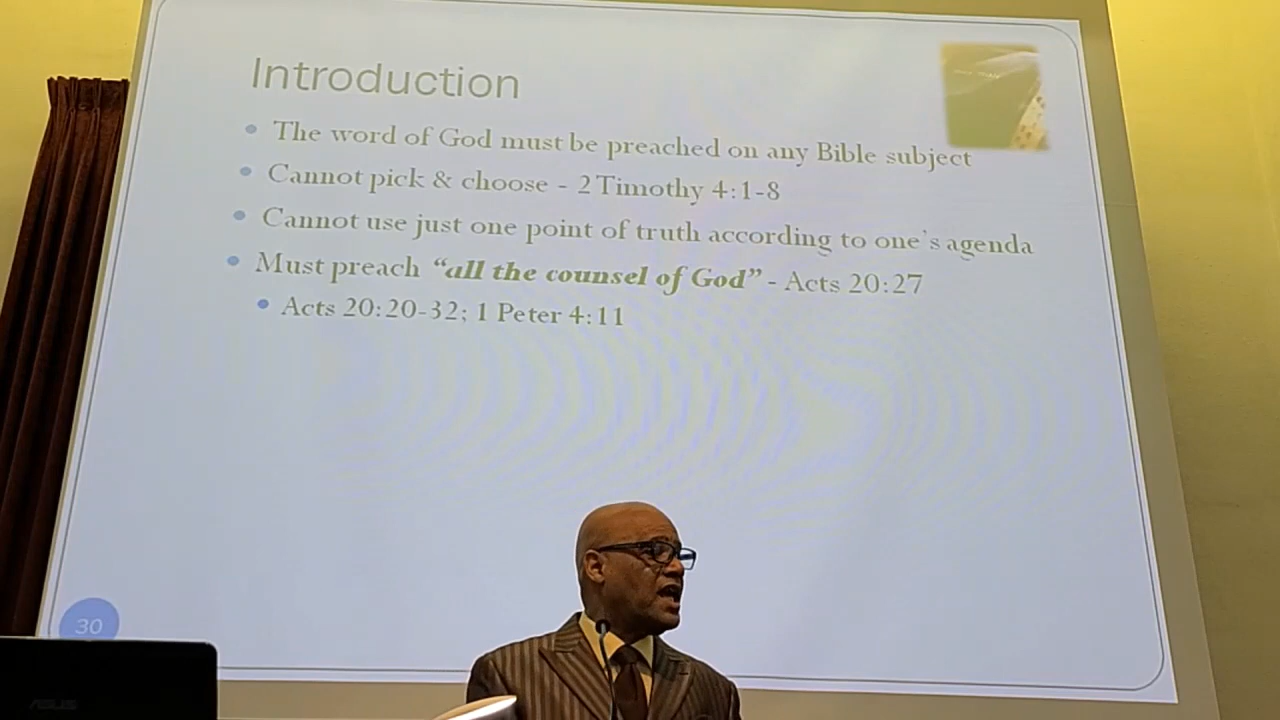 Introduction
• The word of God must be preached on any Bible subject
• Cannot pick & choose - 2 Timothy 4:1-8
• Cannot use just one point of truth according to one's agenda
• Must preach “all the counsel of God” - Acts 20:27
• Acts 20:20-32; 1 Peter 4:11
30
ASUS